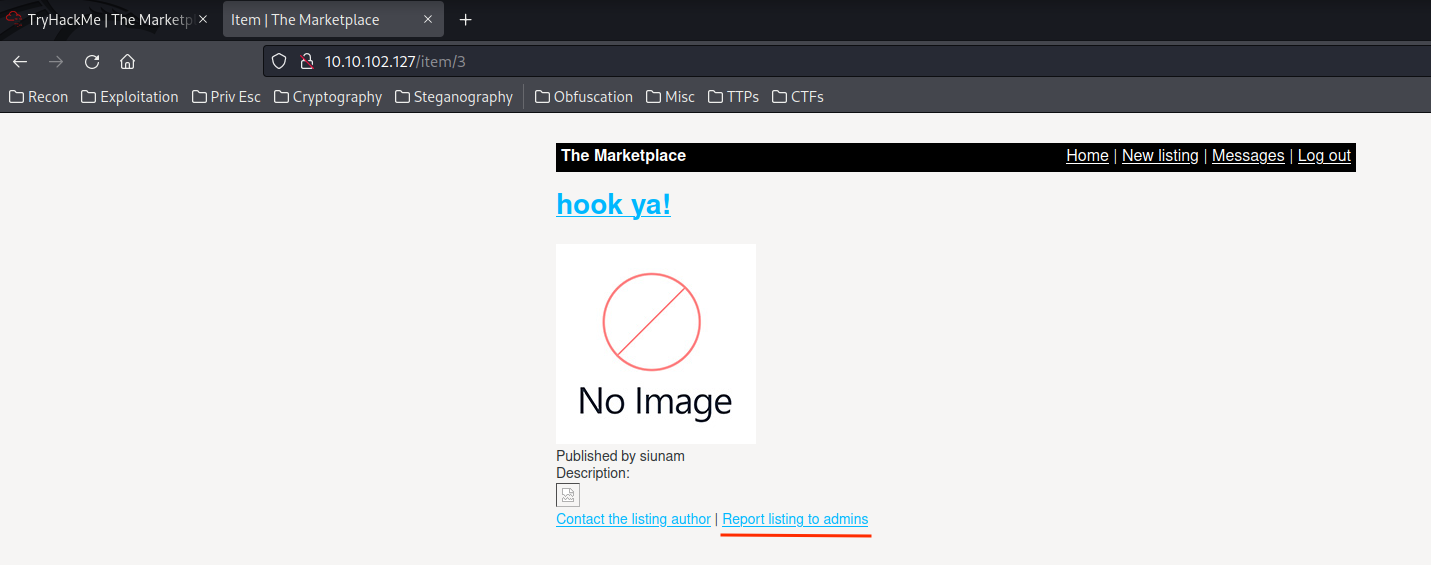 TryHackMe | The Marketp
Item | The Marketplace
10.10.102.127/item/3
Recon Exploitation Priv Esc Cryptography Steganography Obfuscation Misc TTPs CTFs
The Marketplace Home | New listing | Messages | Log out
hook ya!
No Image
Published by siunam
Description:
Contact the listing author | Report listing to admins